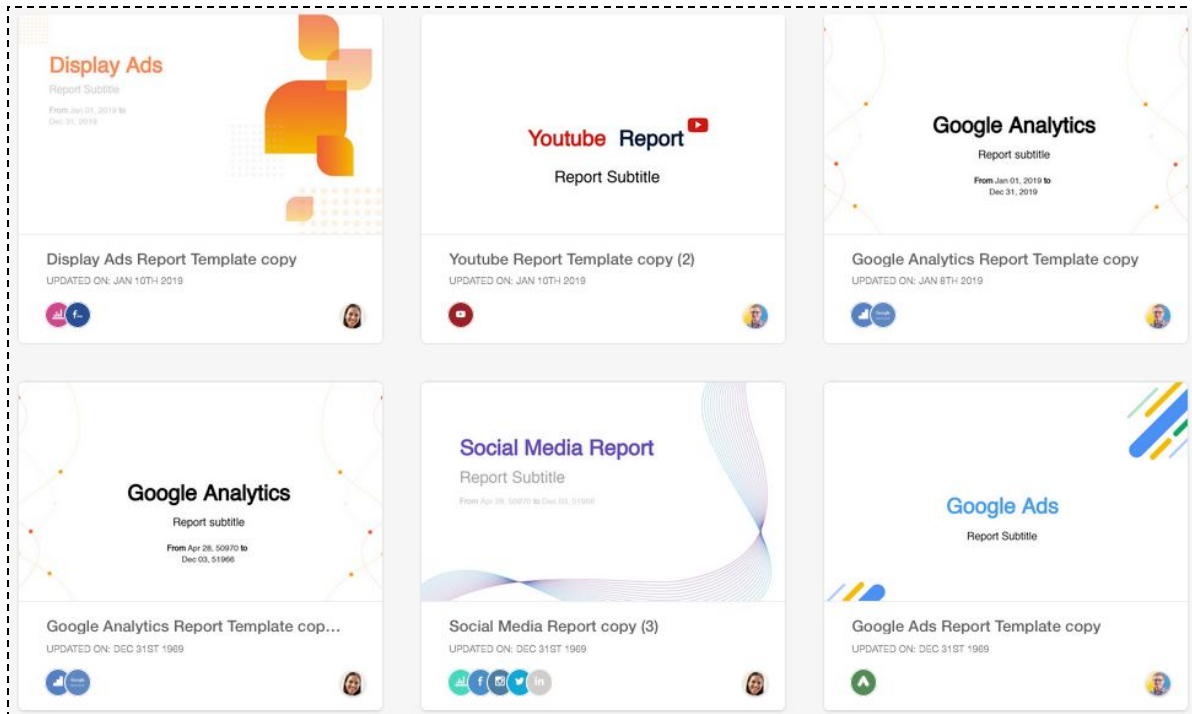 Display Ads
Report Subtitle
From Jan 01, 2019 to
Dec 31, 2019
Display Ads Report Template copy
UPDATED ON: JAN 10TH 2019
Youtube Report
Report Subtitle
Youtube Report Template copy (2)
UPDATED ON: JAN 10TH 2019
Google Analytics
Report subtitle
From Jan 01, 2019 to
Dec 31, 2019
Google Analytics Report Template copy
UPDATED ON: JAN 8TH 2019
Google Analytics
Report subtitle
From Apr 28, 50970 to
Dec 03, 51966
Google Analytics Report Template cop...
UPDATED ON: DEC 31ST 1969
Social Media Report
Report Subtitle
From Apr 28, 50970 to Dec 03, 51966
Social Media Report copy (3)
UPDATED ON: DEC 31ST 1969
Google Ads
Report Subtitle
Google Ads Report Template copy
UPDATED ON: DEC 31ST 1969